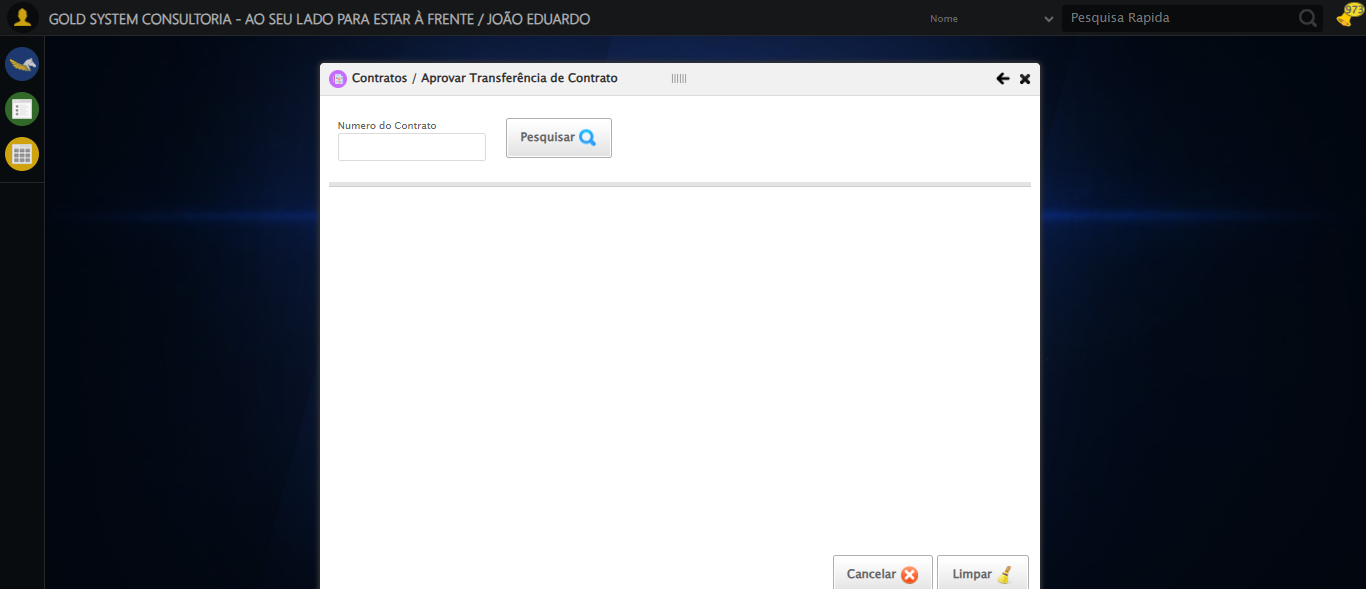 GOLD SYSTEM CONSULTORIA - AO SEU LADO PARA ESTAR À FRENTE / JOÃO EDUARDO
Nome
Pesquisa Rapida
973
Contratos / Aprovar Transferência de Contrato
Numero do Contrato
Pesquisar
Cancelar
Limpar